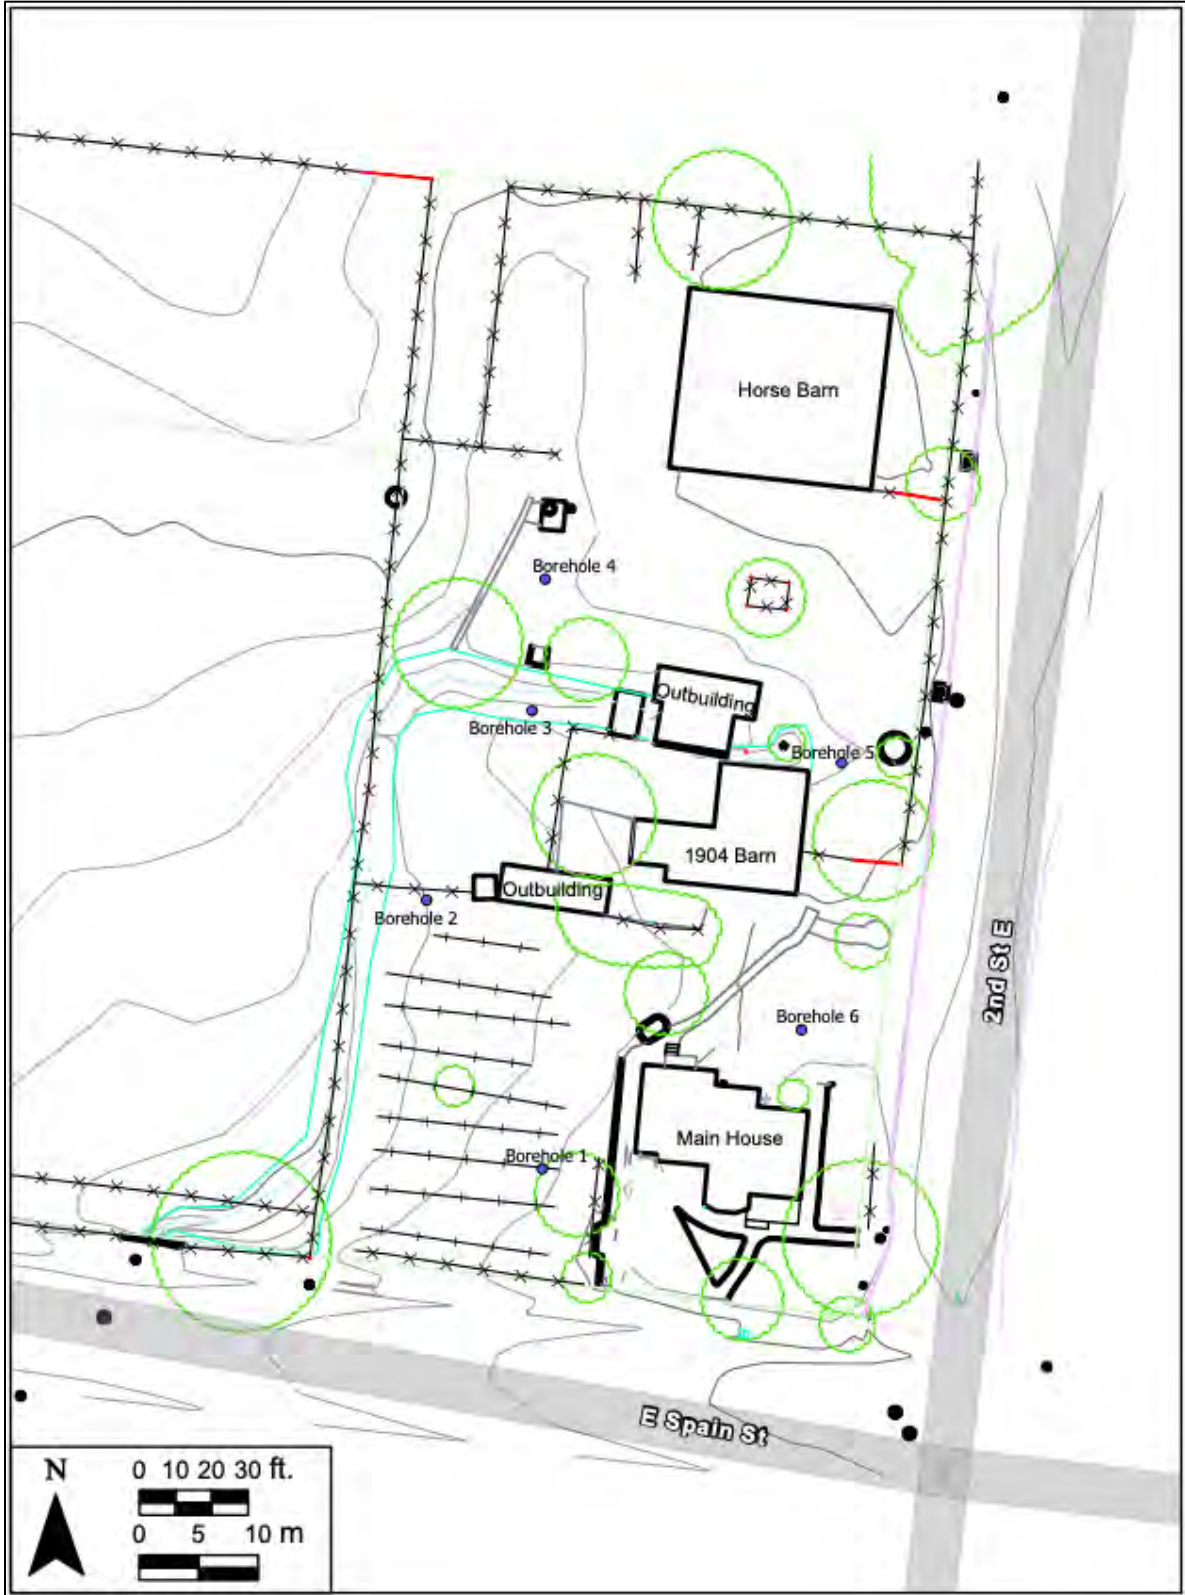 Horse Barn
Borehole 4
Outbuilding
Borehole 3
Borehole 5
1904 Barn
Outbuilding
Borehole 2
2nd St E
Borehole 6
Main House
Borehole 1
E Spain St
N
0 10 20 30 ft.
0 5 10 m